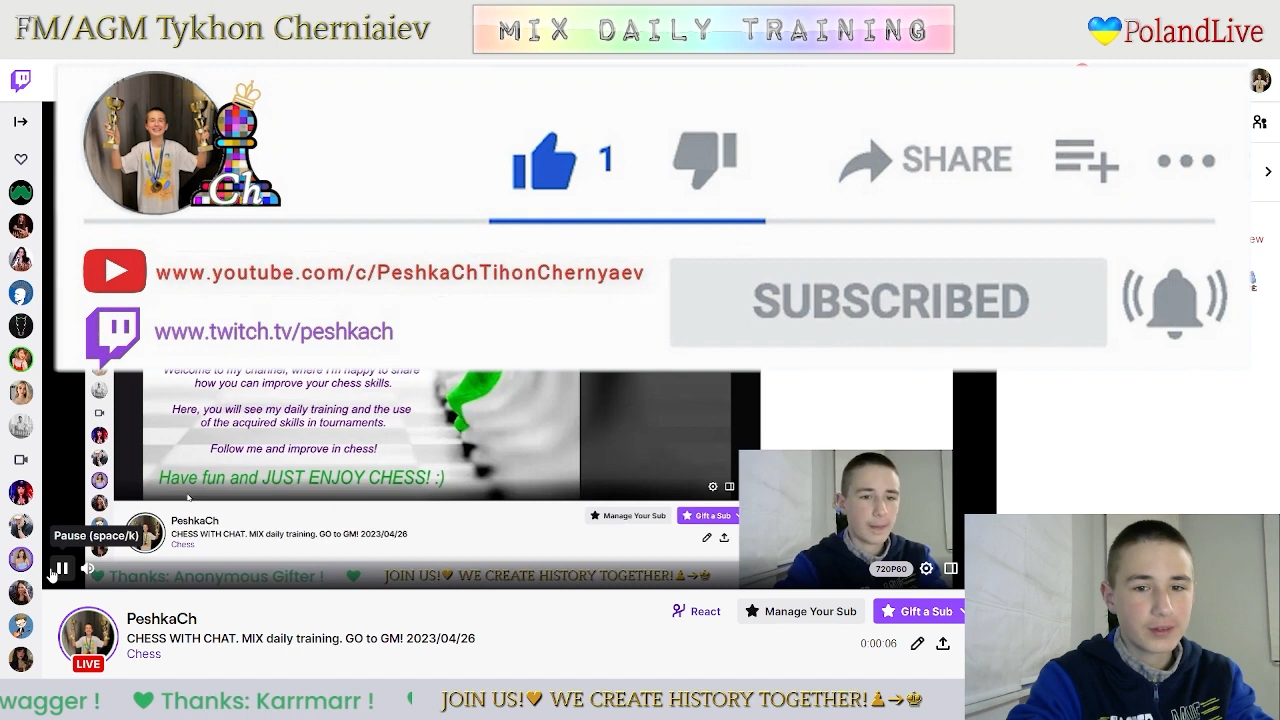 FM/AGM Tykhon Cherniaiev
MIX DAILY TRAINING
PolandLive
Ch
1
SHARE
www.youtube.com/c/PeshkaChTihonChernyaev
SUBSCRIBED
www.twitch.tv/peshkach
ew
Welcome to my channel, where I'm happy to share
how you can improve your chess skills.
Here, you will see my daily training and the use
of the acquired skills in tournaments.
Follow me and improve in chess!
Have fun and JUST ENJOY CHESS! :)
PeshkaCh
CHESS WITH CHAT. MIX daily training. GO to GM! 2023/04/26
Chess
Manage Your Sub
Gift a Sub
Pause (space/k)
Thanks: Anonymous Gifter !
JOIN US! WE CREATE HISTORY TOGETHER!
720P60
PeshkaCh
CHESS WITH CHAT. MIX daily training. GO to GM! 2023/04/26
Chess
LIVE
React
Manage Your Sub
Gift a Sub
0:00:06
wagger !
Thanks: Karrmarr !
JOIN US! WE CREATE HISTORY TOGETHER!